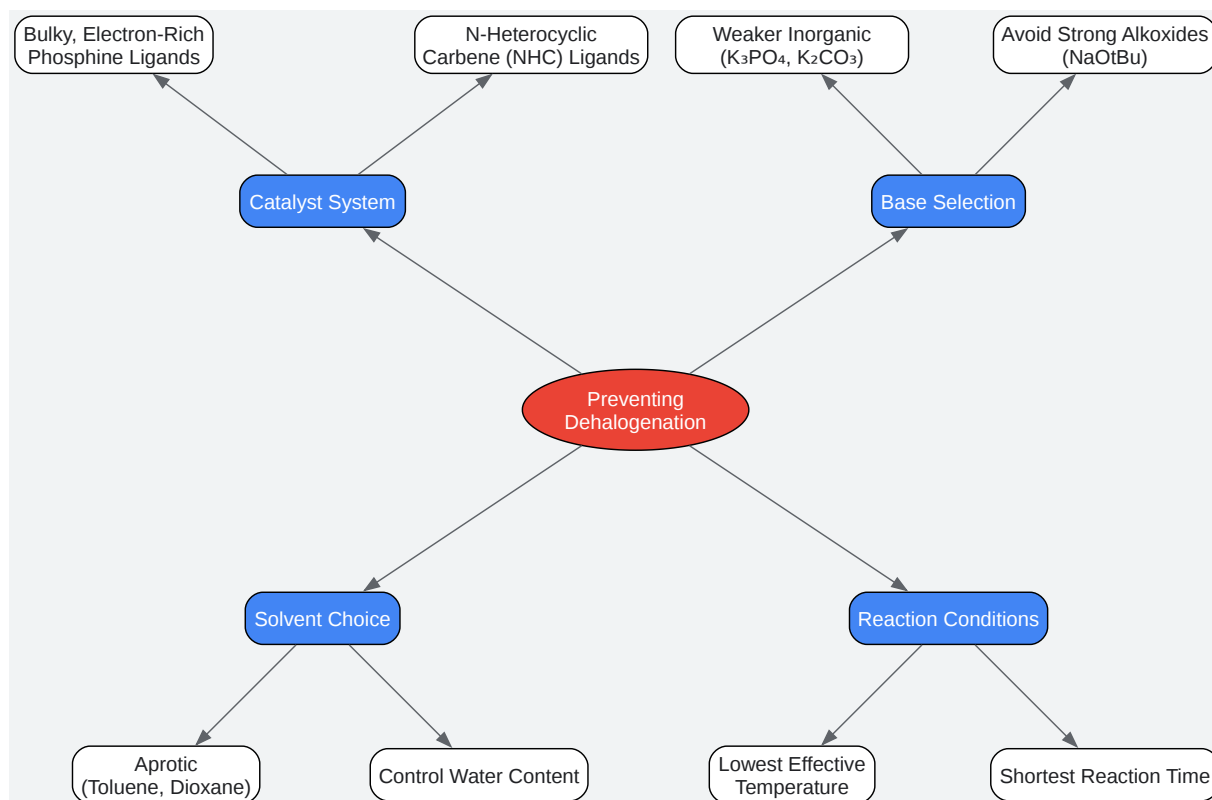 Bulky, Electron-Rich
Phosphine Ligands
N-Heterocyclic
Carbene (NHC) Ligands
Weaker Inorganic
(K₃PO₄, K₂CO₃)
Avoid Strong Alkoxides
(NaOtBu)
Catalyst System
Base Selection
Preventing
Dehalogenation
Solvent Choice
Reaction Conditions
Aprotic
(Toluene, Dioxane)
Control Water Content
Lowest Effective
Temperature
Shortest Reaction Time